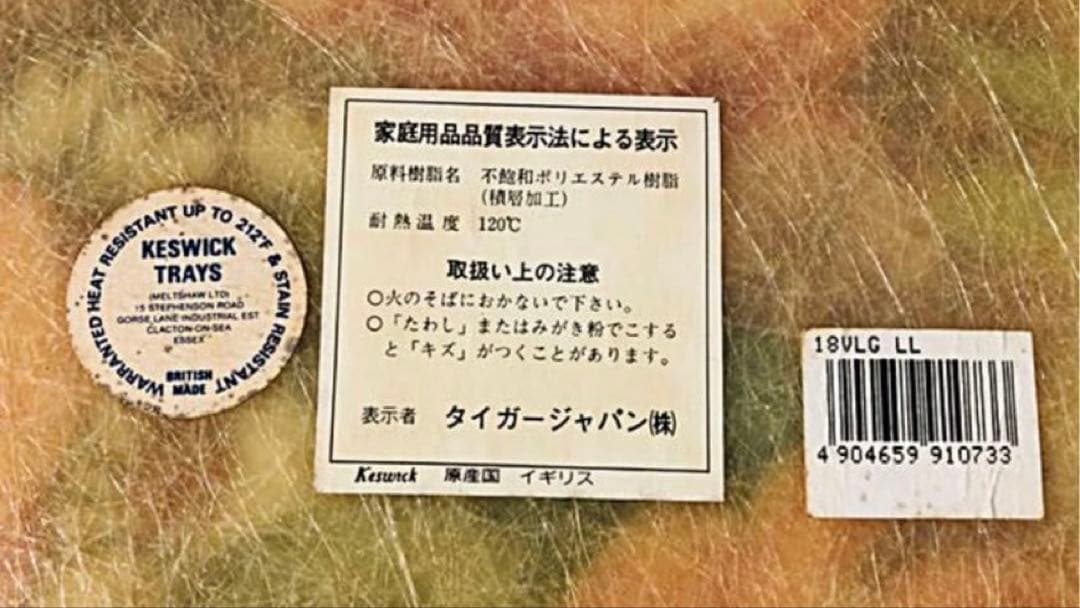 WARRANTED HEAT RESISTANT UP TO 212°F & STAIN RESISTANT
KESWICK
TRAYS
(MELTSHAW LTD)
15 STEPHENSON ROAD
GORSE LANE INDUSTRIAL EST
CLACTON-ON-SEA
ESSEX
BRITISH
MADE
家庭用品品質表示法による表示
原料樹脂名 不飽和ポリエステル樹脂
(積層加工)
耐熱温度 120℃
取扱い上の注意
○火のそばにおかないで下さい。
○「たわし」またはみがき粉でこする
と「キズ」がつくことがあります。
表示者 タイガージャパン㈱
Keswick 原産国 イギリス
18VLG LL
4 904659 910733